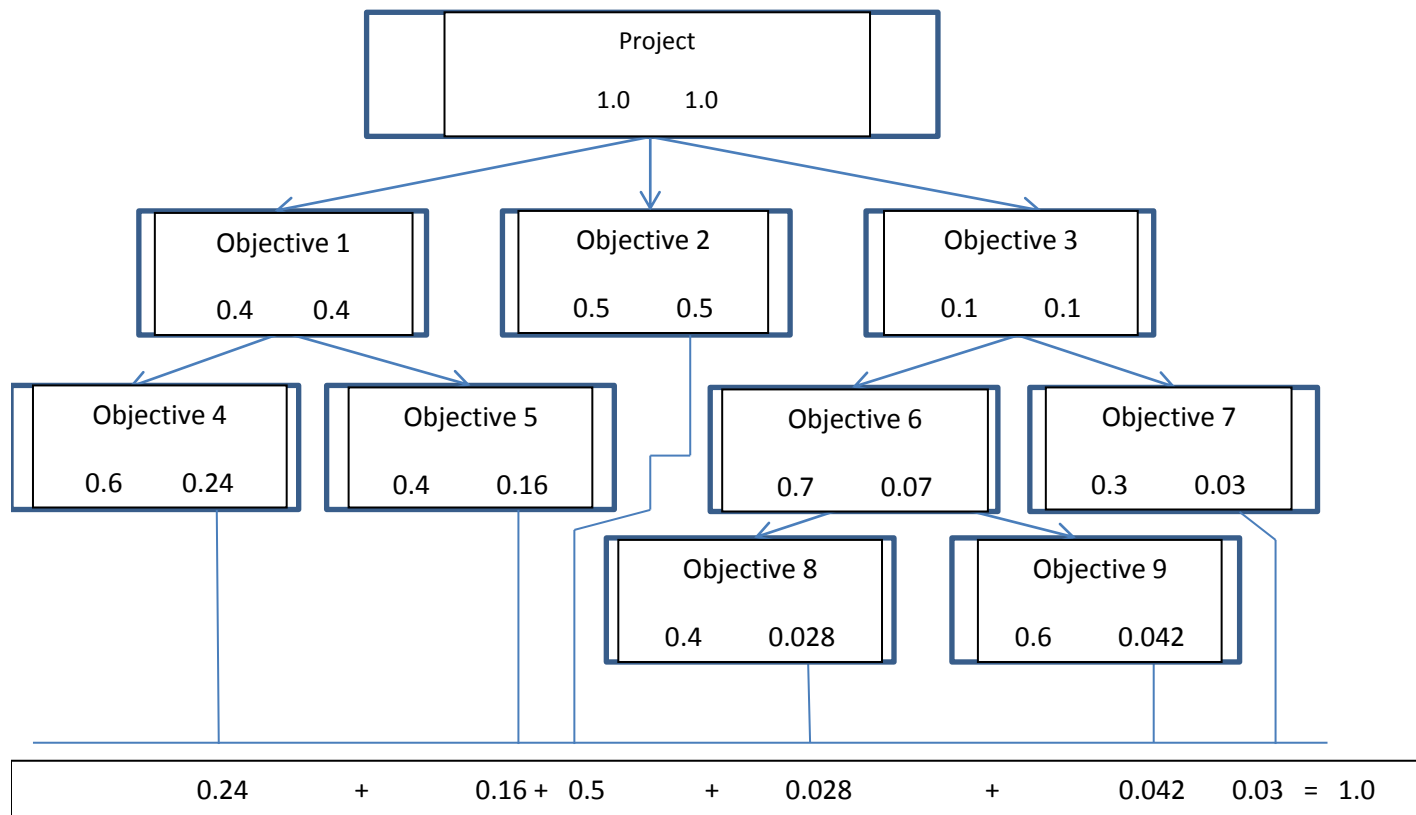 Project
1.0 1.0
Objective 1
0.4 0.4
Objective 2
0.5 0.5
Objective 3
0.1 0.1
Objective 4
0.6 0.24
Objective 5
0.4 0.16
Objective 6
0.7 0.07
Objective 7
0.3 0.03
Objective 8
0.4 0.028
Objective 9
0.6 0.042
0.24 + 0.16 + 0.5 + 0.028 + 0.042 0.03 = 1.0